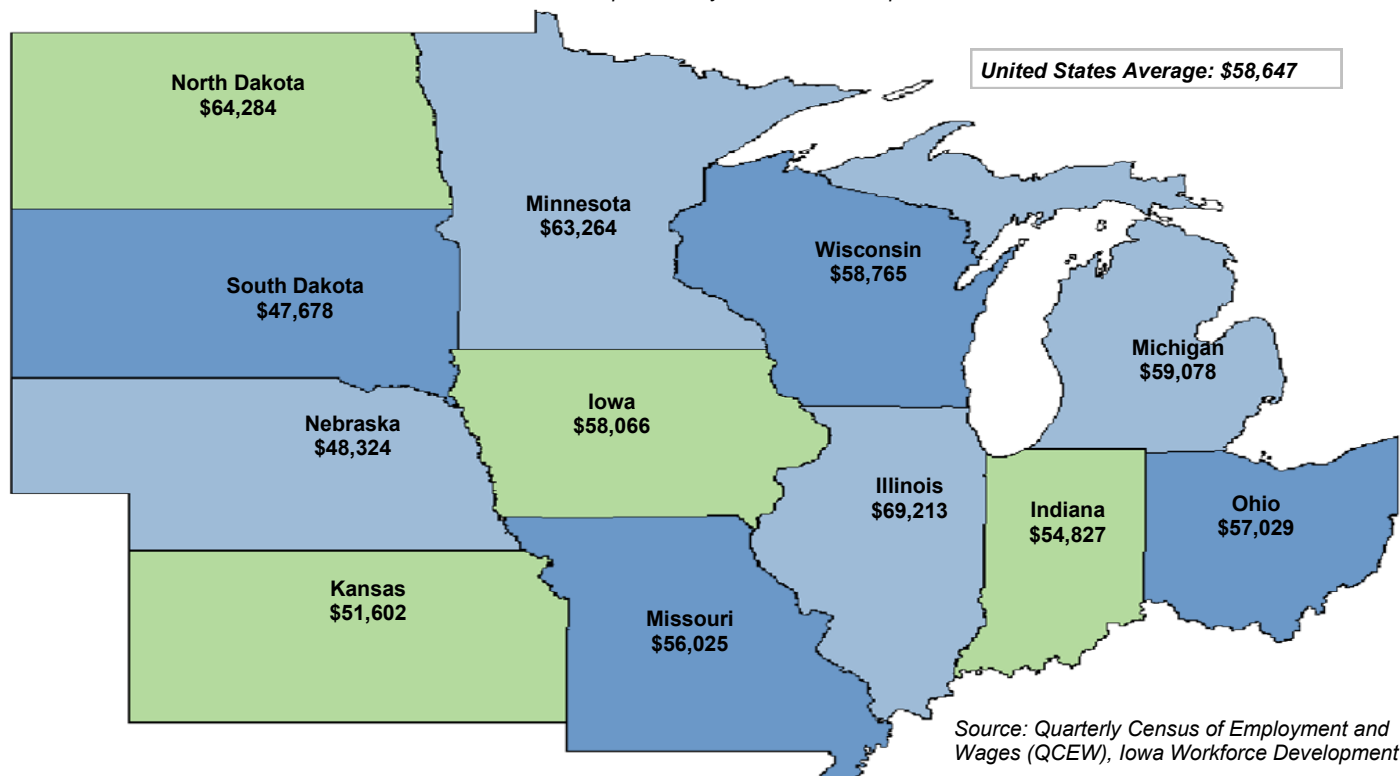 United States Average: $58,647
North Dakota
$64,284
Minnesota
$63,264
Wisconsin
$58,765
South Dakota
$47,678
Michigan
$59,078
Iowa
$58,066
Nebraska
$48,324
Illinois
$69,213
Indiana
$54,827
Ohio
$57,029
Kansas
$51,602
Missouri
$56,025
Source: Quarterly Census of Employment and
Wages (QCEW), Iowa Workforce Development